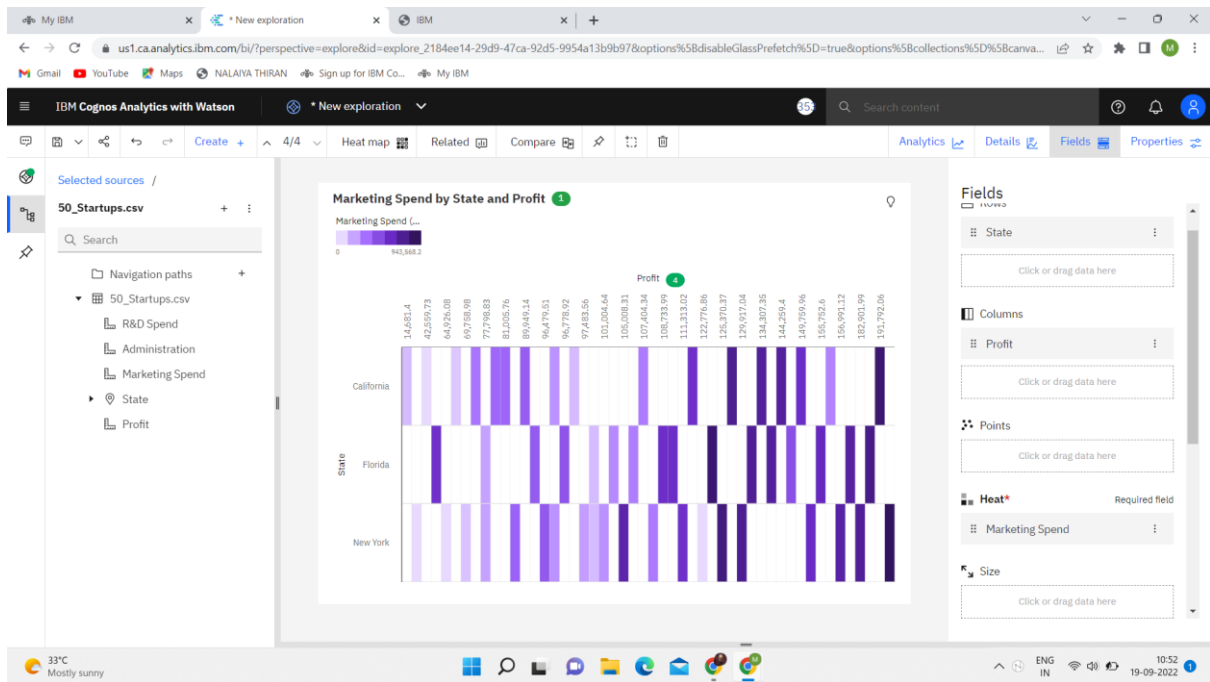 My IBM
* New exploration
IBM
us1.ca.analytics.ibm.com/bi/?perspective=explore&id=explore_2184ee14-29d9-47ca-92d5-9954a13b9b97&options%5BdisableGlassPrefetch%5D=true&options%5Bcollections%5D%5Bcanva...
M
Gmail YouTube Maps NALAIYA THIRAN Sign up for IBM Co... My IBM
IBM Cognos Analytics with Watson
* New exploration
Search content
Create + 4/4 Heat map Related Compare Analytics Details Fields Properties
Selected sources /
50_Startups.csv
Search
Navigation paths
50_Startups.csv
R&D Spend
Administration
Marketing Spend
State
Profit
Marketing Spend by State and Profit 1
Marketing Spend (...
0 943,568.2
Profit 4
14,681.4
42,559.73
64,926.08
69,758.98
77,798.83
81,005.76
89,949.14
96,479.51
96,778.92
97,483.56
101,004.64
105,008.31
107,404.34
108,733.99
111,313.02
122,776.86
125,370.37
129,917.04
134,307.35
144,259.4
149,759.96
155,752.6
156,991.12
182,901.99
191,792.06
State
California
Florida
New York
Fields
State
Click or drag data here
Columns
Profit
Click or drag data here
Points
Click or drag data here
Heat* Required field
Marketing Spend
Size
Click or drag data here
33°C
Mostly sunny
ENG
IN
10:52
19-09-2022
1